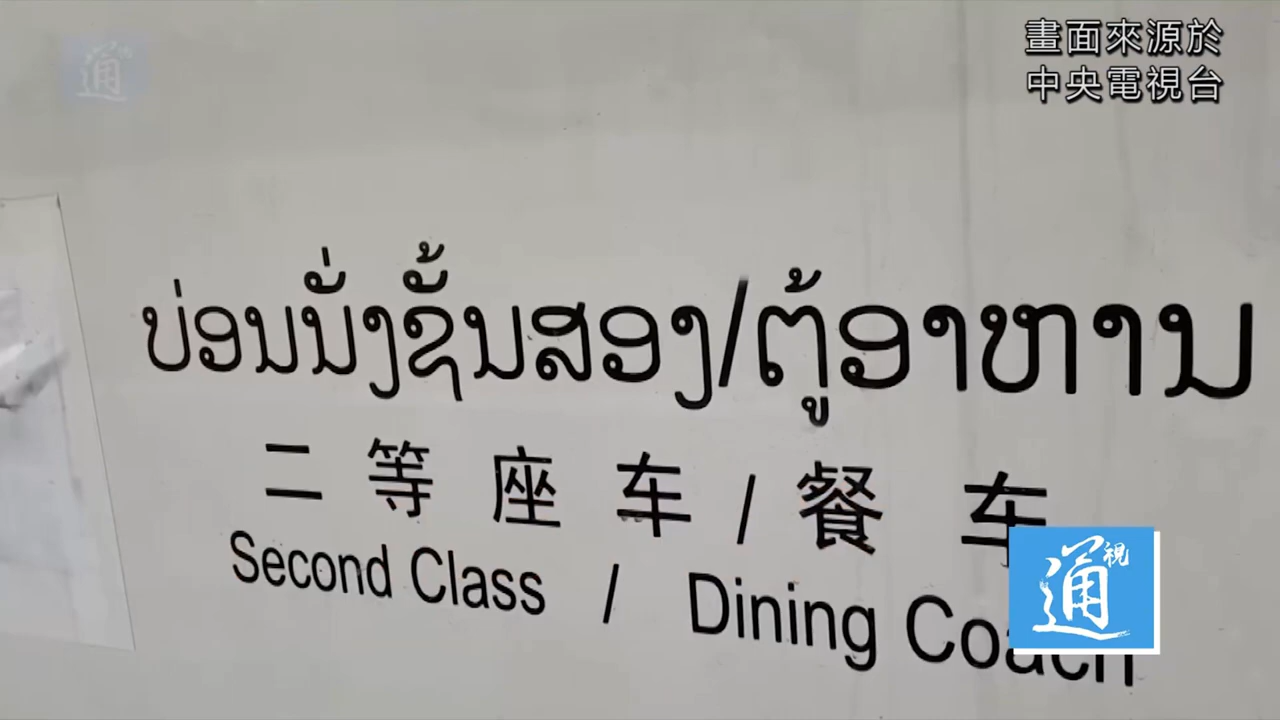 畫面來源於
中央電視台
ບ່ອນນັ່ງຊັ້ນສອງ/ຕູ້ອາຫານ
二等座车/餐车
Second Class / Dining Coach
通視